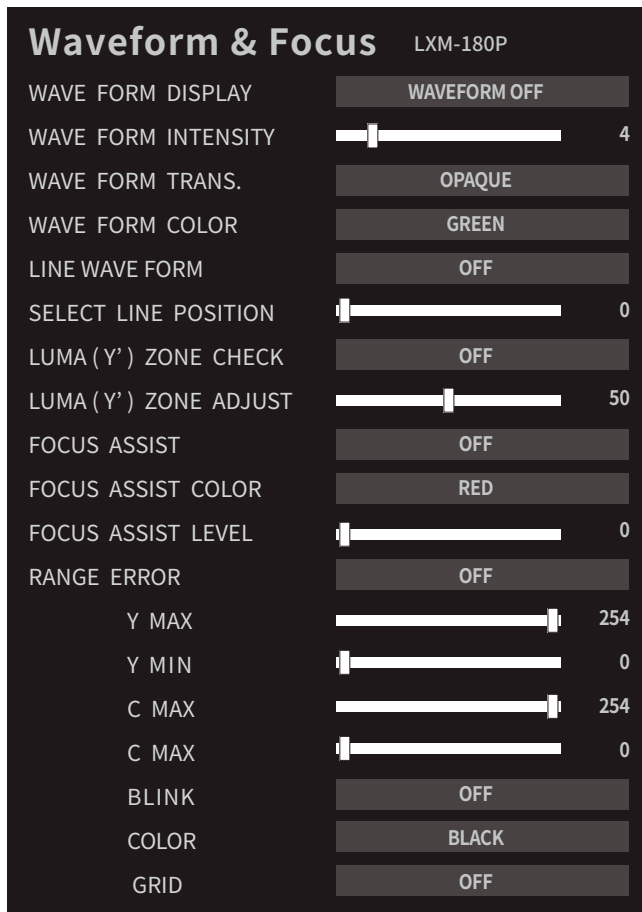 Waveform & Focus LXM-180P
WAVE FORM DISPLAY WAVEFORM OFF
WAVE FORM INTENSITY 4
WAVE FORM TRANS. OPAQUE
WAVE FORM COLOR GREEN
LINE WAVE FORM OFF
SELECT LINE POSITION 0
LUMA ( Y’ ) ZONE CHECK OFF
LUMA ( Y’ ) ZONE ADJUST 50
FOCUS ASSIST OFF
FOCUS ASSIST COLOR RED
FOCUS ASSIST LEVEL 0
RANGE ERROR OFF
Y MAX 254
Y MIN 0
C MAX 254
C MAX 0
BLINK OFF
COLOR BLACK
GRID OFF